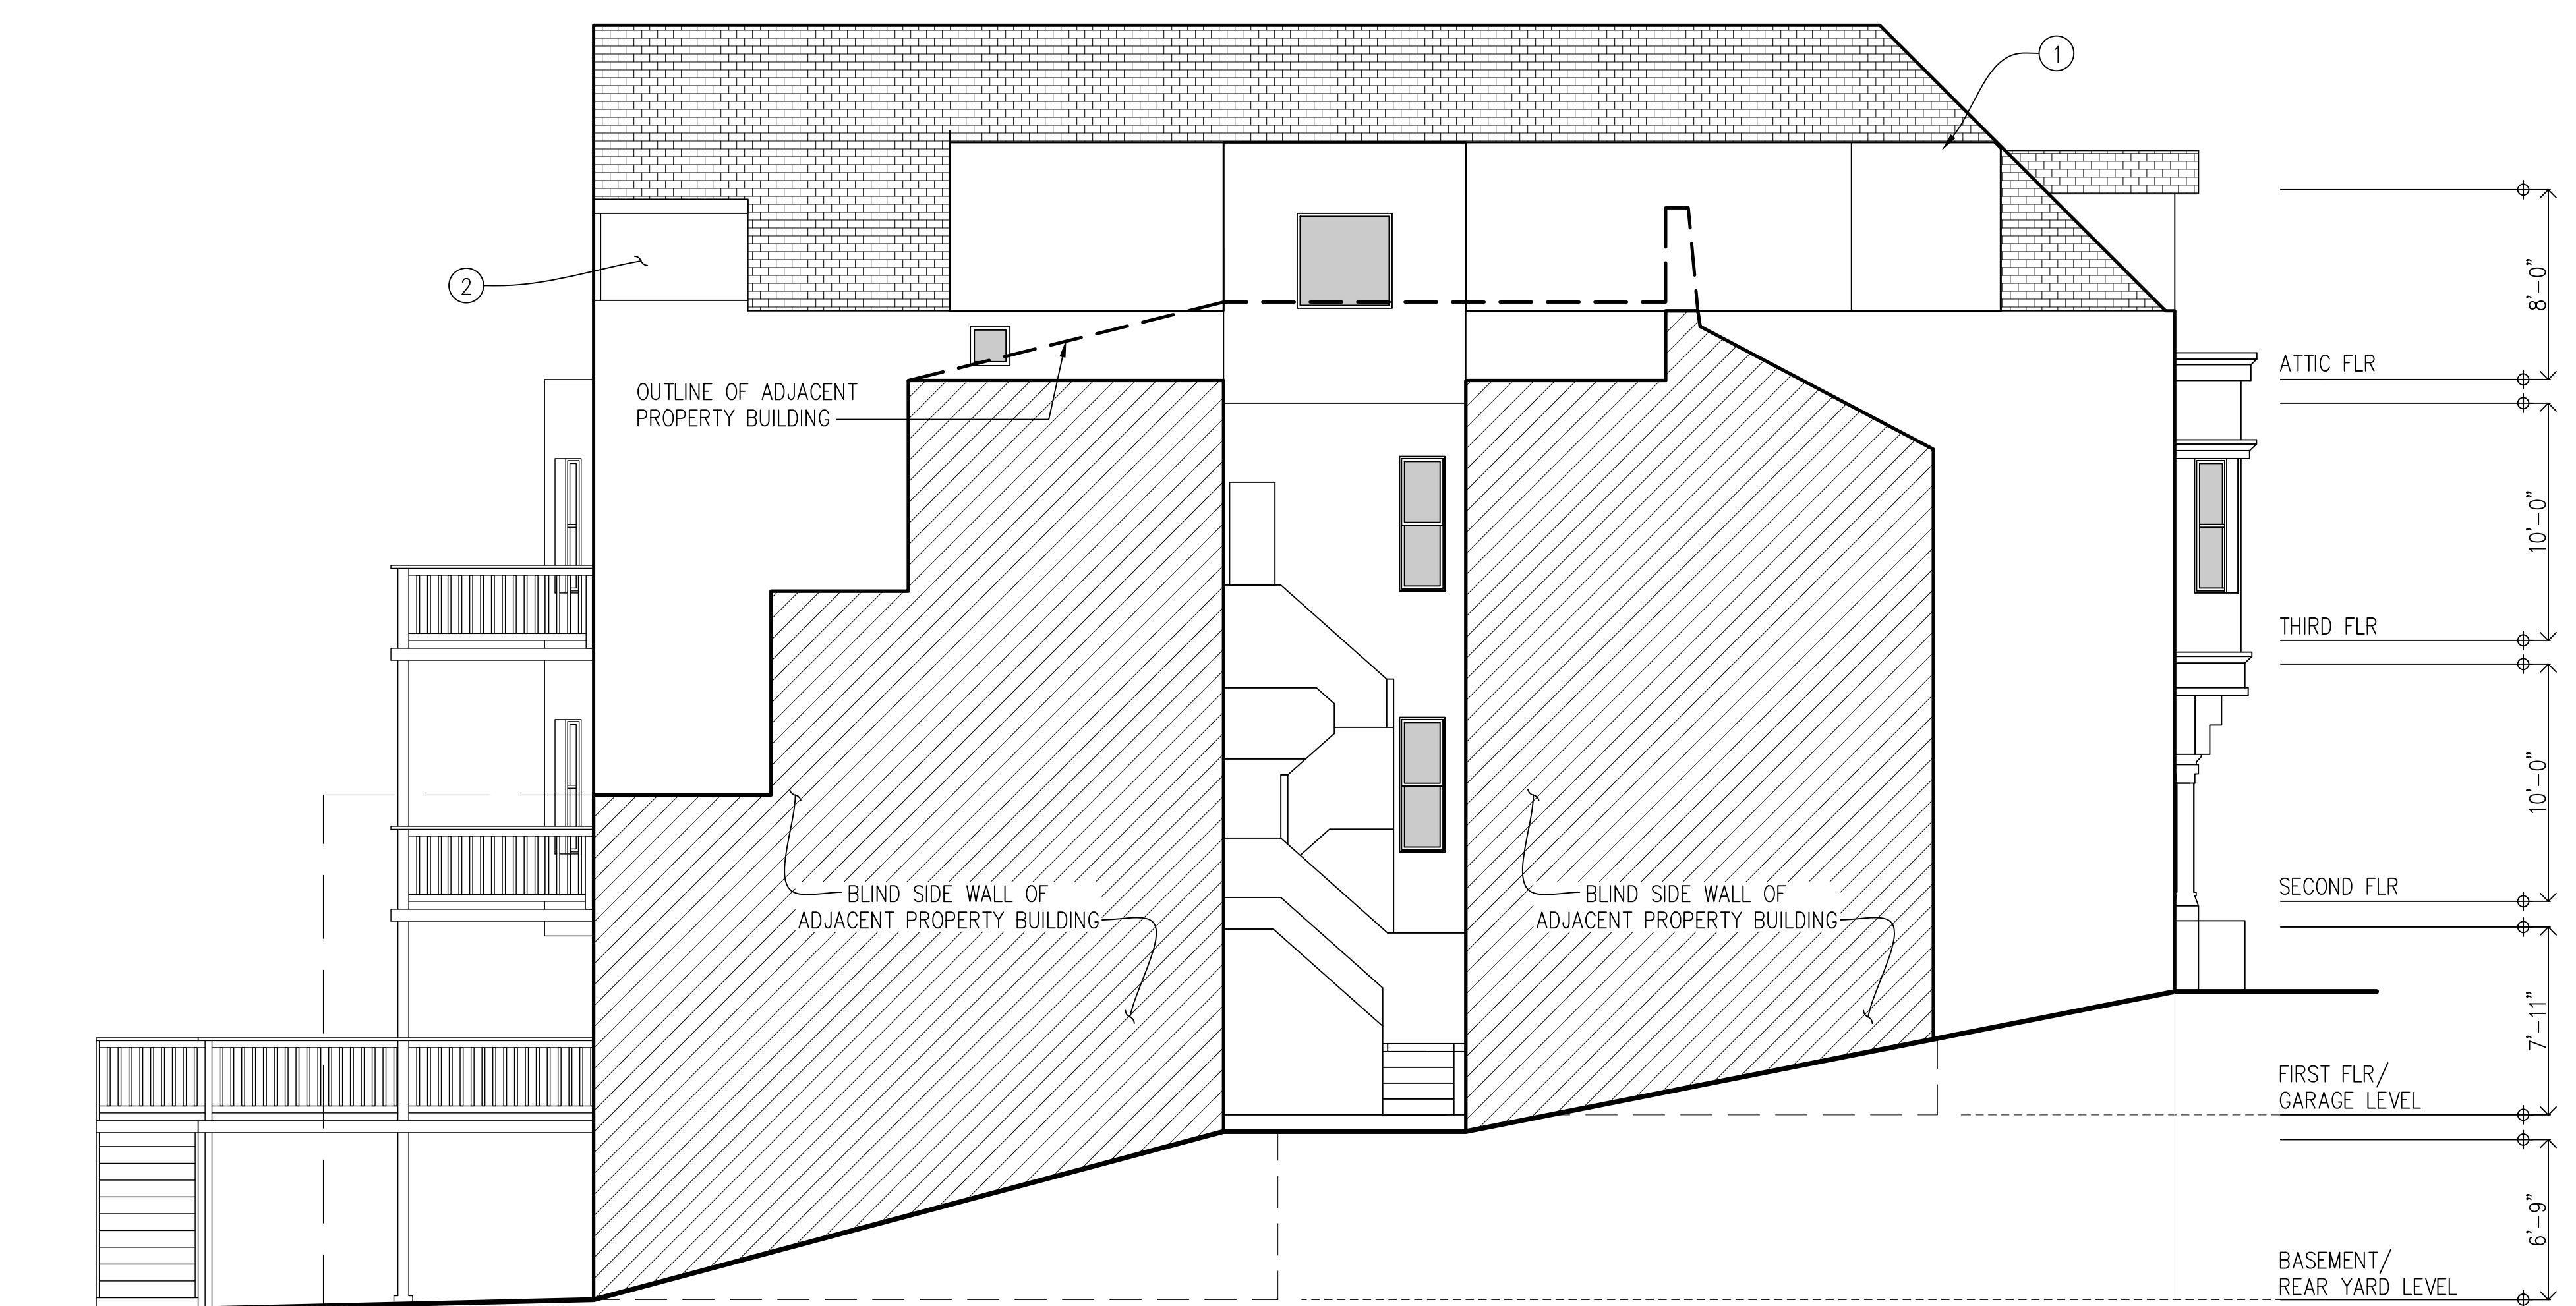 1
2
OUTLINE OF ADJACENT
PROPERTY BUILDING
BLIND SIDE WALL OF
ADJACENT PROPERTY BUILDING
BLIND SIDE WALL OF
ADJACENT PROPERTY BUILDING
8'-0"
ATTIC FLR
10'-0"
THIRD FLR
10'-0"
SECOND FLR
7'-11"
FIRST FLR/
GARAGE LEVEL
6'-9"
BASEMENT/
REAR YARD LEVEL